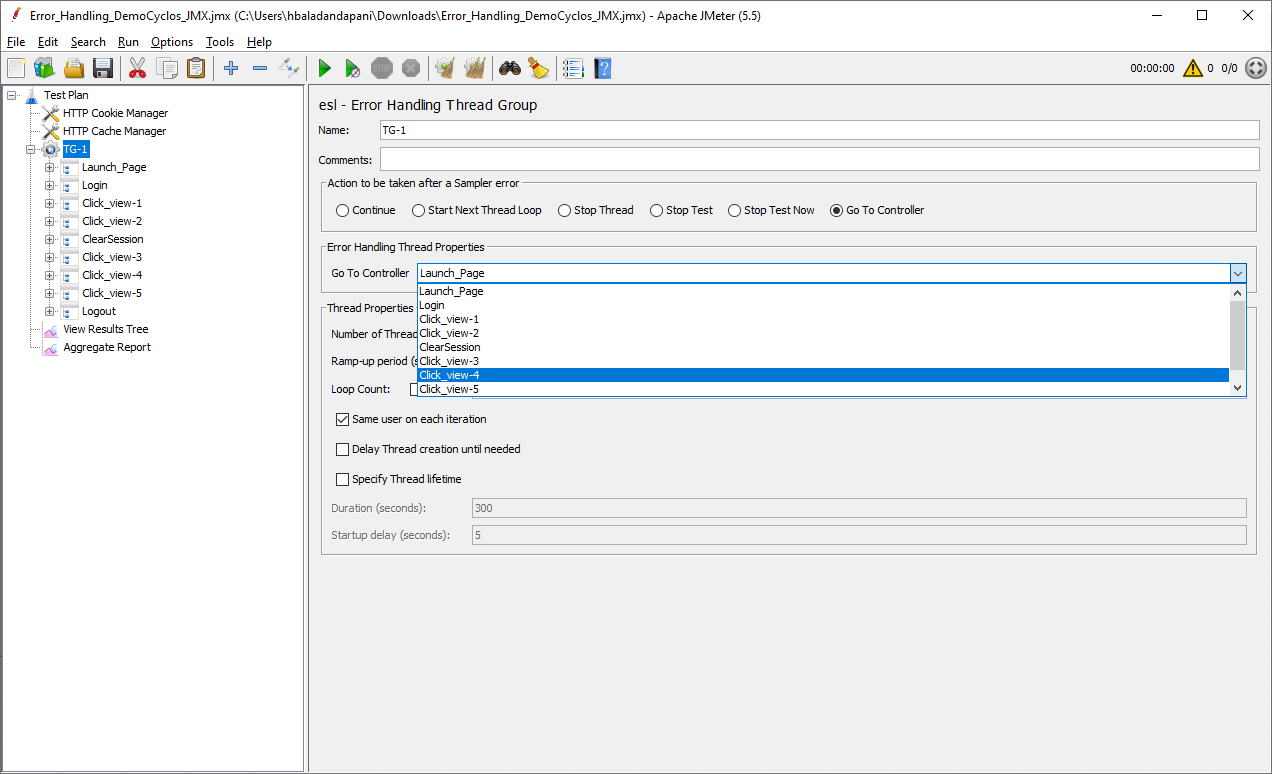 Error_Handling_DemoCyclos_JMX.jmx (C:\Users\hbaladandapani\Downloads\Error_Handling_DemoCyclos_JMX.jmx) - Apache JMeter (5.5)
File Edit Search Run Options Tools Help
STOP
00:00:00 0 0/0
Test Plan
HTTP Cookie Manager
HTTP Cache Manager
TG-1
Launch_Page
Login
Click_view-1
Click_view-2
ClearSession
Click_view-3
Click_view-4
Click_view-5
Logout
View Results Tree
Aggregate Report
esl - Error Handling Thread Group
Name: TG-1
Comments:
Action to be taken after a Sampler error
Continue Start Next Thread Loop Stop Thread Stop Test Stop Test Now Go To Controller
Error Handling Thread Properties
Go To Controller Launch_Page
Launch_Page
Login
Click_view-1
Click_view-2
ClearSession
Click_view-3
Click_view-4
Click_view-5
Thread Properties
Number of Thread
Ramp-up period (s
Loop Count:
Same user on each iteration
Delay Thread creation until needed
Specify Thread lifetime
Duration (seconds): 300
Startup delay (seconds): 5